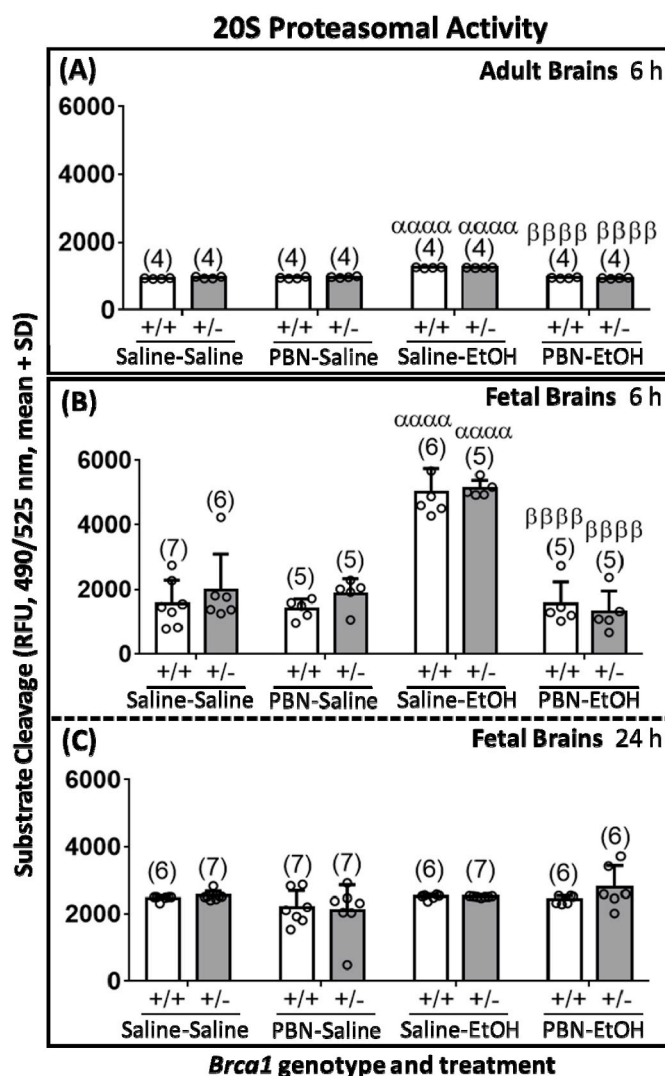 20S Proteasomal Activity
(A)
Adult Brains 6 h
6000
4000
2000
0
αααα αααα ββββ ββββ
(4) (4) (4) (4) (4) (4) (4) (4)
+/+ +/- +/+ +/- +/+ +/- +/+ +/-
Saline-Saline PBN-Saline Saline-EtOH PBN-EtOH
(B)
Fetal Brains 6 h
6000
4000
2000
0
αααα αααα ββββ ββββ
(7) (6) (5) (5) (6) (5) (5) (5)
+/+ +/- +/+ +/- +/+ +/- +/+ +/-
Saline-Saline PBN-Saline Saline-EtOH PBN-EtOH
(C)
Fetal Brains 24 h
6000
4000
2000
0
(6) (7) (7) (7) (6) (7) (6) (6)
+/+ +/- +/+ +/- +/+ +/- +/+ +/-
Saline-Saline PBN-Saline Saline-EtOH PBN-EtOH
Substrate Cleavage (RFU, 490/525 nm, mean + SD)
Brca1 genotype and treatment